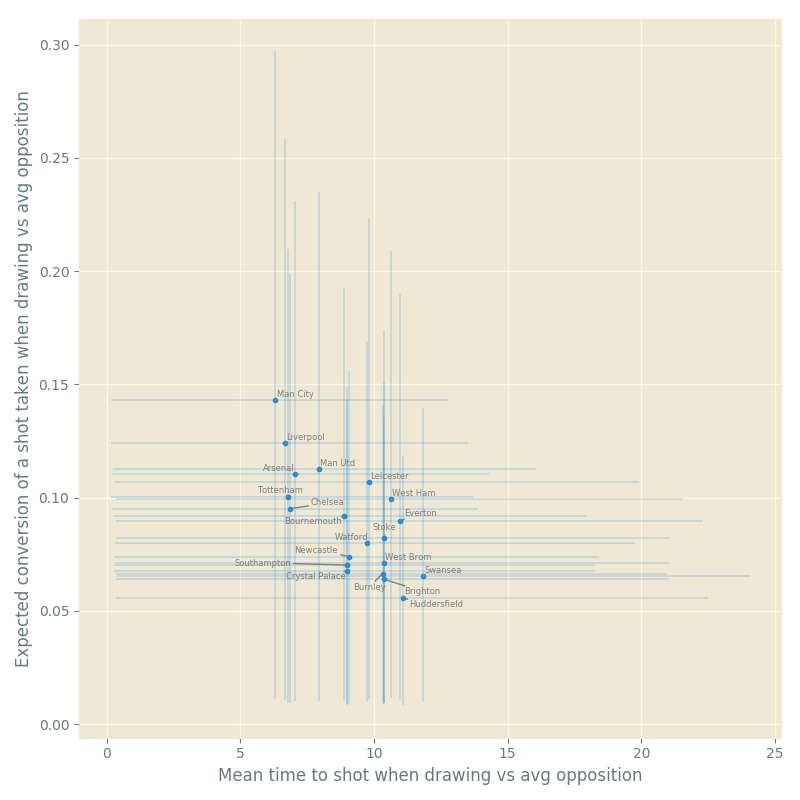 0.30
0.25
0.20
0.15
0.10
0.05
0.00
Expected conversion of a shot taken when drawing vs avg opposition
Man City
Liverpool
Man Utd
Arsenal
Leicester
Tottenham
West Ham
Chelsea
Everton
Bournemouth
Stoke
Watford
Newcastle
West Brom
Southampton
Swansea
Crystal Palace
Burnley
Brighton
Huddersfield
0
5
10
15
20
25
Mean time to shot when drawing vs avg opposition